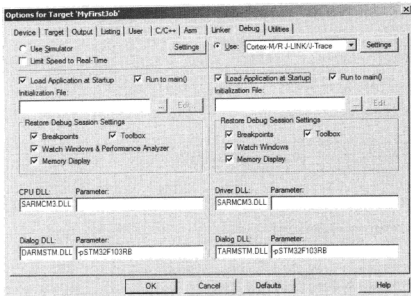 Options for Target 'MyFirstJob'
Device Target Output Listing User C/C++ Asm Linker Debug Utilities
Use Simulator
Settings
Limit Speed to Real-Time
Load Application at Startup
Run to main()
Initialization File:
...
Edit...
Restore Debug Session Settings
Breakpoints
Toolbox
Watch Windows & Performance Analyzer
Memory Display
CPU DLL: Parameter:
SARMCM3.DLL
Dialog DLL: Parameter:
DARMSTM.DLL -pSTM32F103RB
Use: Cortex-M/R J-LINK/J-Trace
Settings
Load Application at Startup
Run to main()
Initialization File:
...
Edit...
Restore Debug Session Settings
Breakpoints
Toolbox
Watch Windows
Memory Display
Driver DLL: Parameter:
SARMCM3.DLL
Dialog DLL: Parameter:
TARMSTM.DLL -pSTM32F103RB
OK Cancel Defaults Help